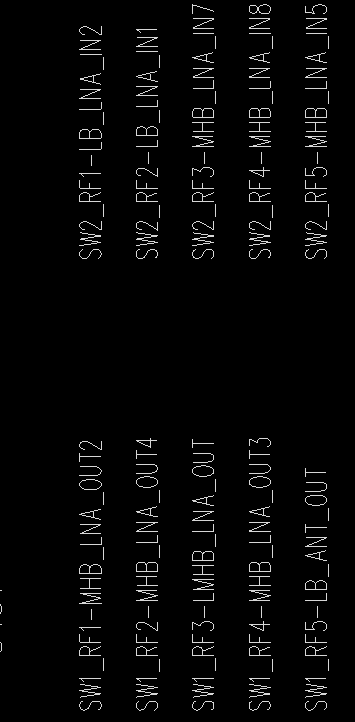 SW2_RF1-LB_LNA_IN2
SW2_RF2-LB_LNA_IN1
SW2_RF3-MHB_LNA_IN7
SW2_RF4-MHB_LNA_IN8
SW2_RF5-MHB_LNA_IN5
SW1_RF1-MHB_LNA_OUT2
SW1_RF2-MHB_LNA_OUT4
SW1_RF3-LMHB_LNA_OUT
SW1_RF4-MHB_LNA_OUT3
SW1_RF5-LB_ANT_OUT